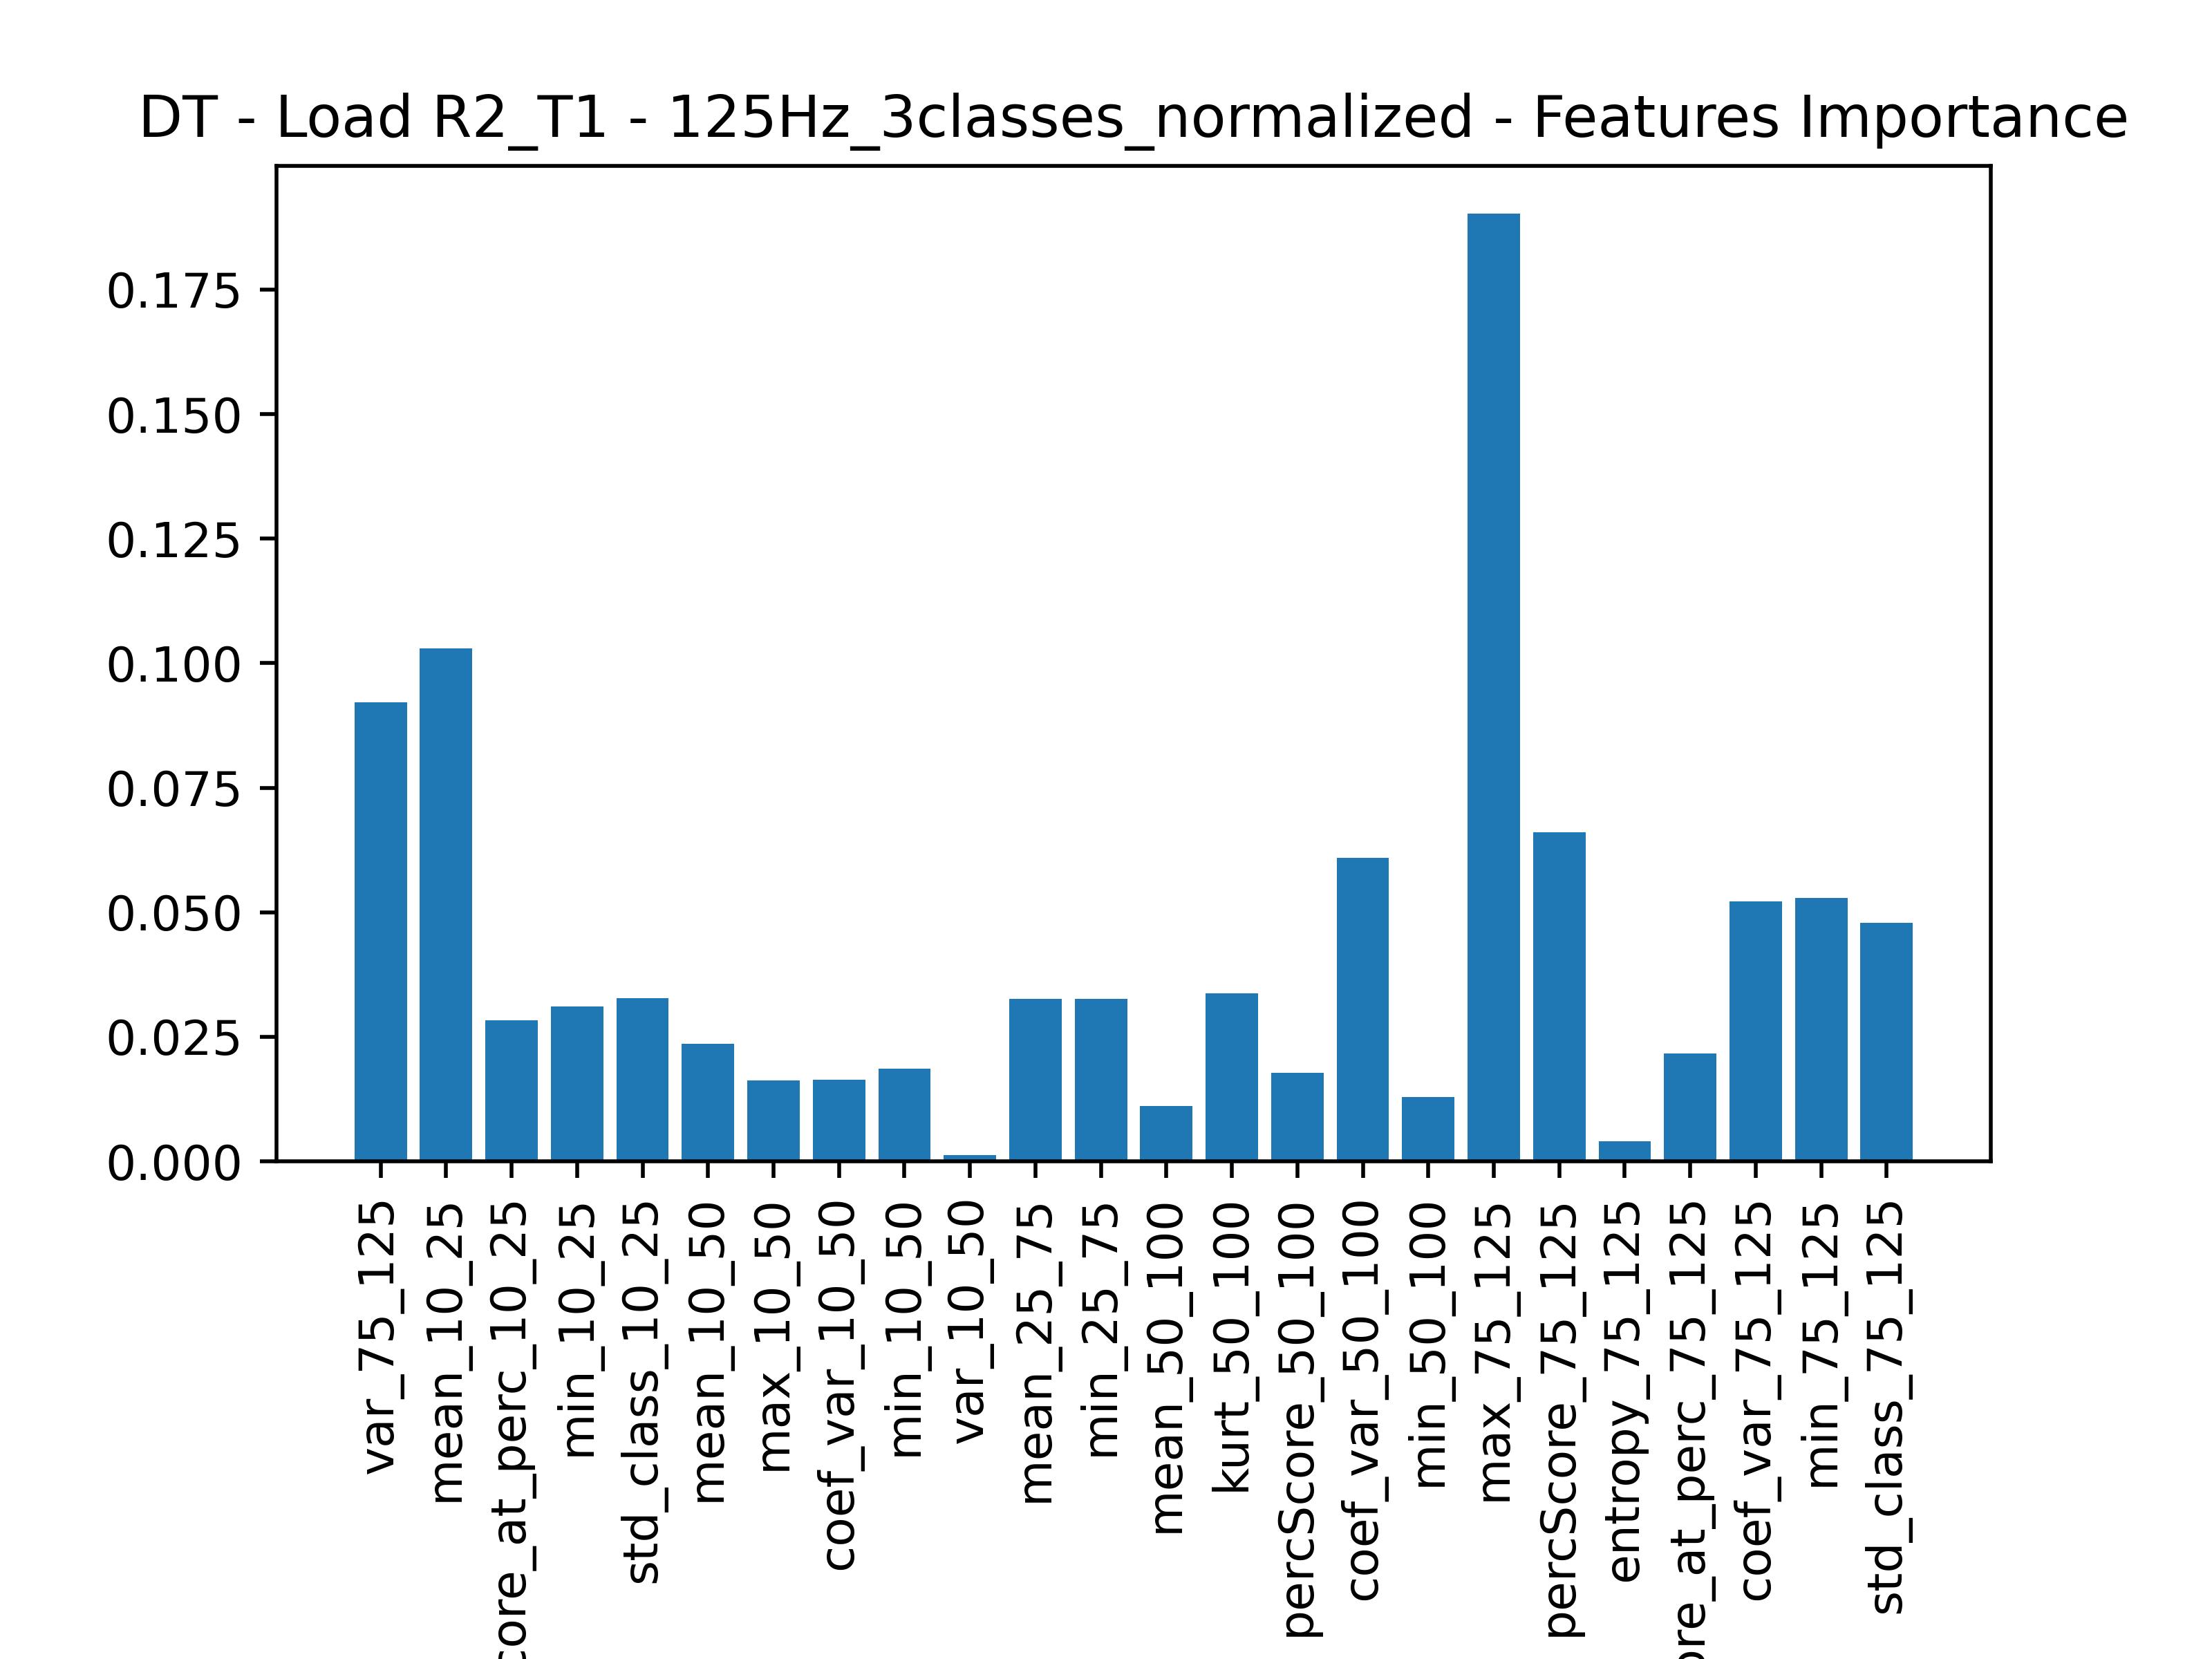 DT - Load R2_T1 - 125Hz_3classes_normalized - Features Importance
0.175
0.150
0.125
0.100
0.075
0.050
0.025
0.000
var_75_125
mean_10_25
core_at_perc_10_25
min_10_25
std_class_10_25
mean_10_50
max_10_50
coef_var_10_50
min_10_50
var_10_50
mean_25_75
min_25_75
mean_50_100
kurt_50_100
percScore_50_100
coef_var_50_100
min_50_100
max_75_125
percScore_75_125
entropy_75_125
ore_at_perc_75_125
coef_var_75_125
min_75_125
std_class_75_125